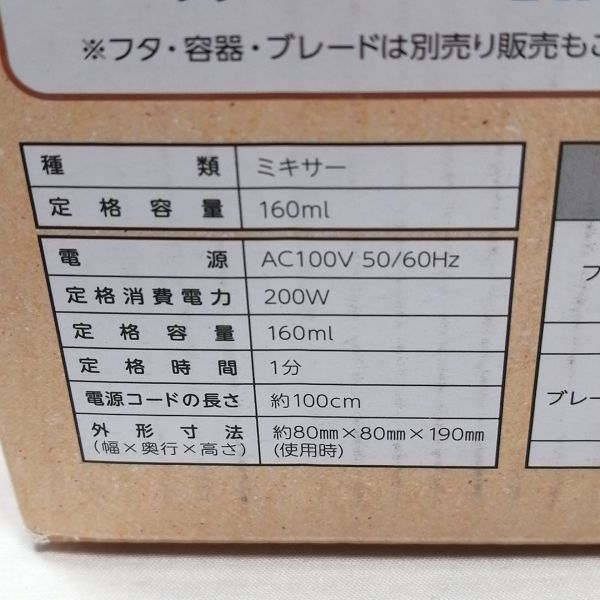 ※フタ・容器・ブレードは別売り販売もこ
種類 ミキサー
定格容量 160ml
電源 AC100V 50/60Hz
定格消費電力 200W
定格容量 160ml
定格時間 1分
電源コードの長さ 約100cm
外形寸法 約80mm×80mm×190mm
(幅×奥行×高さ) (使用時)
フ
ブレー